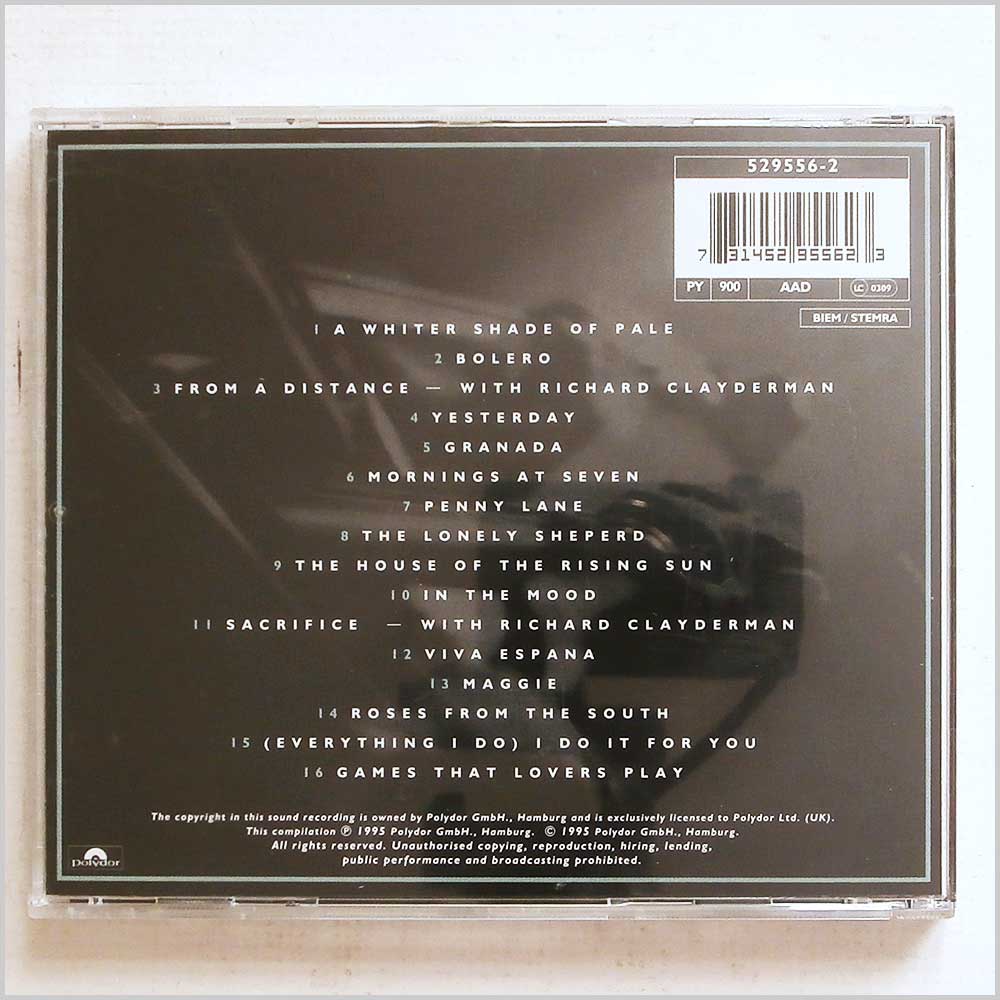 529556-2
7 31452 95562 3
PY 900 AAD LC 0309
BIEM / STEMRA
1 A WHITER SHADE OF PALE
2 BOLERO
3 FROM A DISTANCE — WITH RICHARD CLAYDERMAN
4 YESTERDAY
5 GRANADA
6 MORNINGS AT SEVEN
7 PENNY LANE
8 THE LONELY SHEPERD
9 THE HOUSE OF THE RISING SUN
10 IN THE MOOD
11 SACRIFICE — WITH RICHARD CLAYDERMAN
12 VIVA ESPANA
13 MAGGIE
14 ROSES FROM THE SOUTH
15 (EVERYTHING I DO) I DO IT FOR YOU
16 GAMES THAT LOVERS PLAY
The copyright in this sound recording is owned by Polydor GmbH., Hamburg and is exclusively licensed to Polydor Ltd. (UK).
This compilation ℗ 1995 Polydor GmbH., Hamburg. © 1995 Polydor GmbH., Hamburg.
All rights reserved. Unauthorised copying, reproduction, hiring, lending,
public performance and broadcasting prohibited.
polydor